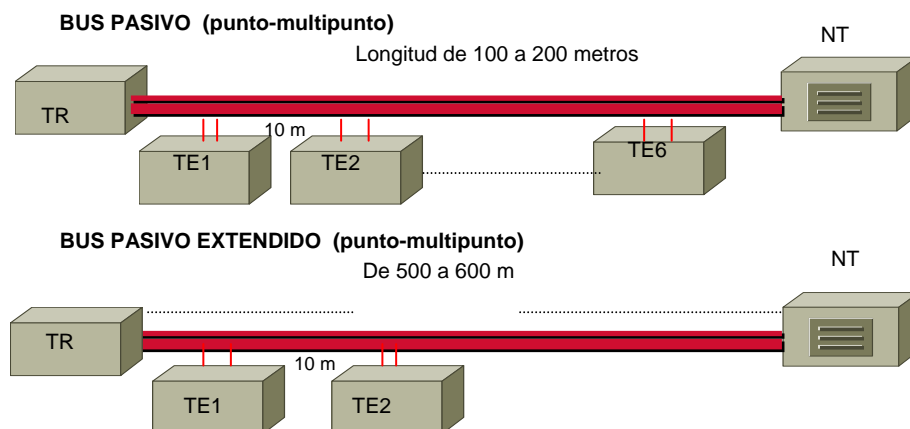 BUS PASIVO (punto-multipunto)
Longitud de 100 a 200 metros
NT
TR
10 m
TE1
TE2
TE6
BUS PASIVO EXTENDIDO (punto-multipunto)
De 500 a 600 m
NT
TR
10 m
TE1
TE2